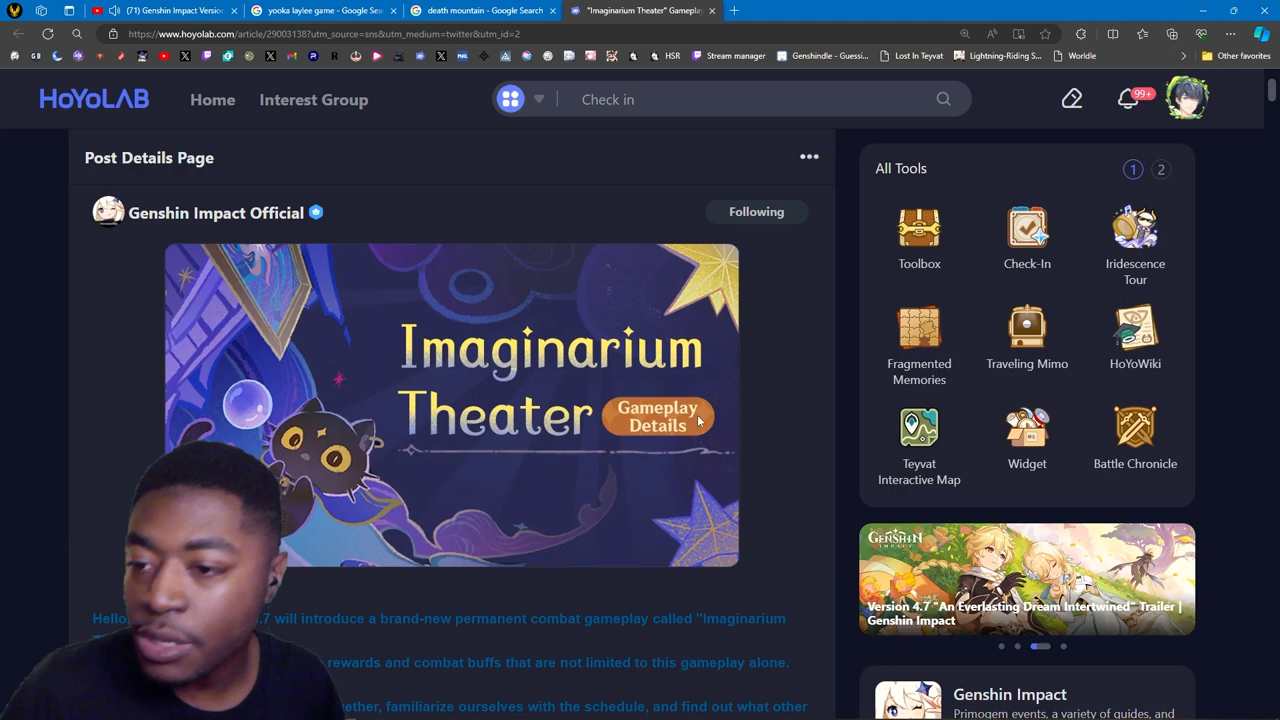 (71) Genshin Impact Version
yooka laylee game - Google Sea
death mountain - Google Search
"Imaginarium Theater" Gameplay
https://www.hoyolab.com/article/29003138?utm_source=sns&utm_medium=twitter&utm_id=2
HSR
Stream manager
Genshindle - Guessi...
Lost In Teyvat
Lightning-Riding S...
Worldle
Other favorites
HoYoLAB
Home
Interest Group
Check in
99+
Post Details Page
Genshin Impact Official
Following
Imaginarium
Theater
Gameplay
Details
Hello
.7 will introduce a brand-new permanent combat gameplay called "Imaginarium
rewards and combat buffs that are not limited to this gameplay alone.
ether, familiarize ourselves with the schedule, and find out what other
All Tools
1 2
Toolbox
Check-In
Iridescence
Tour
Fragmented
Memories
Traveling Mimo
HoYoWiki
Teyvat
Interactive Map
Widget
Battle Chronicle
GENSHIN
IMPACT
Version 4.7 "An Everlasting Dream Intertwined" Trailer |
Genshin Impact
Genshin Impact
Primogem events, a variety of guides, and